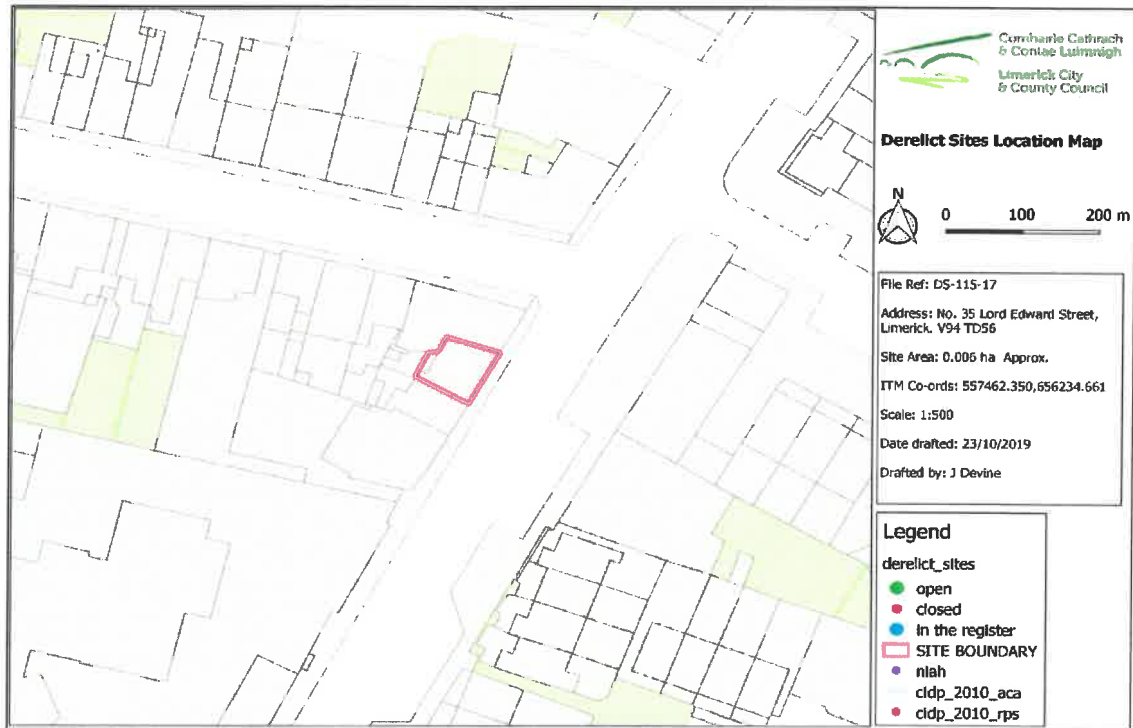 Comhairle Cathrach
& Contae Luimnigh
Limerick City
& County Council
Derelict Sites Location Map
N
0 100 200 m
File Ref: DS-115-17
Address: No. 35 Lord Edward Street,
Limerick. V94 TD56
Site Area: 0.006 ha Approx.
ITM Co-ords: 557462.350,656234.661
Scale: 1:500
Date drafted: 23/10/2019
Drafted by: J Devine
Legend
derelict_sites
open
closed
in the register
SITE BOUNDARY
niah
cldp_2010_aca
cldp_2010_rps